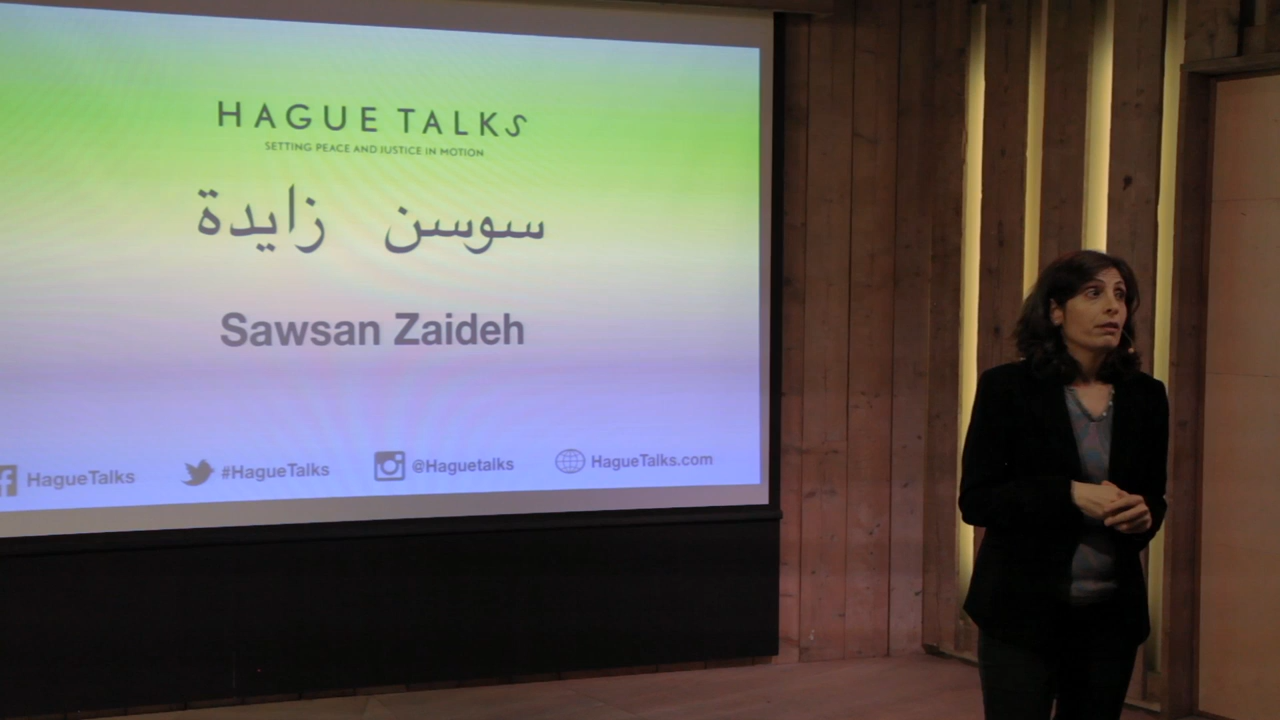 HAGUE TALKS
SETTING PEACE AND JUSTICE IN MOTION
سوسن زايدة
Sawsan Zaideh
HagueTalks #HagueTalks @Haguetalks HagueTalks.com